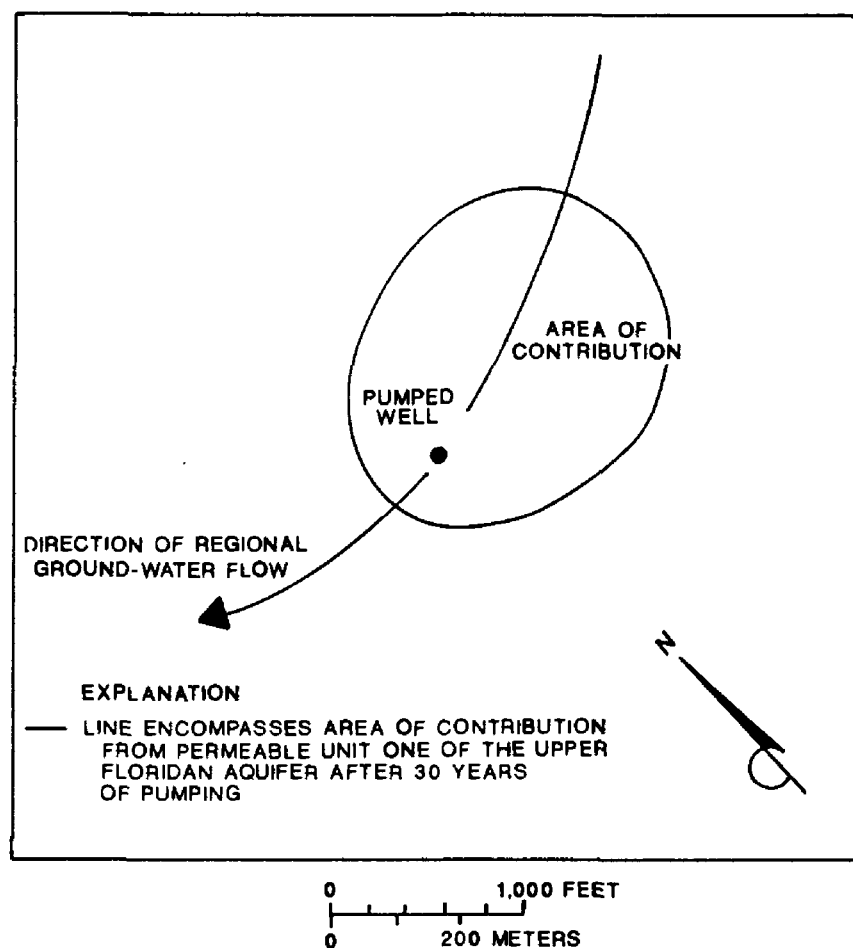 AREA OF
CONTRIBUTION
PUMPED
WELL
DIRECTION OF REGIONAL
GROUND-WATER FLOW
N
EXPLANATION
LINE ENCOMPASSES AREA OF CONTRIBUTION
FROM PERMEABLE UNIT ONE OF THE UPPER
FLORIDAN AQUIFER AFTER 30 YEARS
OF PUMPING
0 1,000 FEET
0 200 METERS